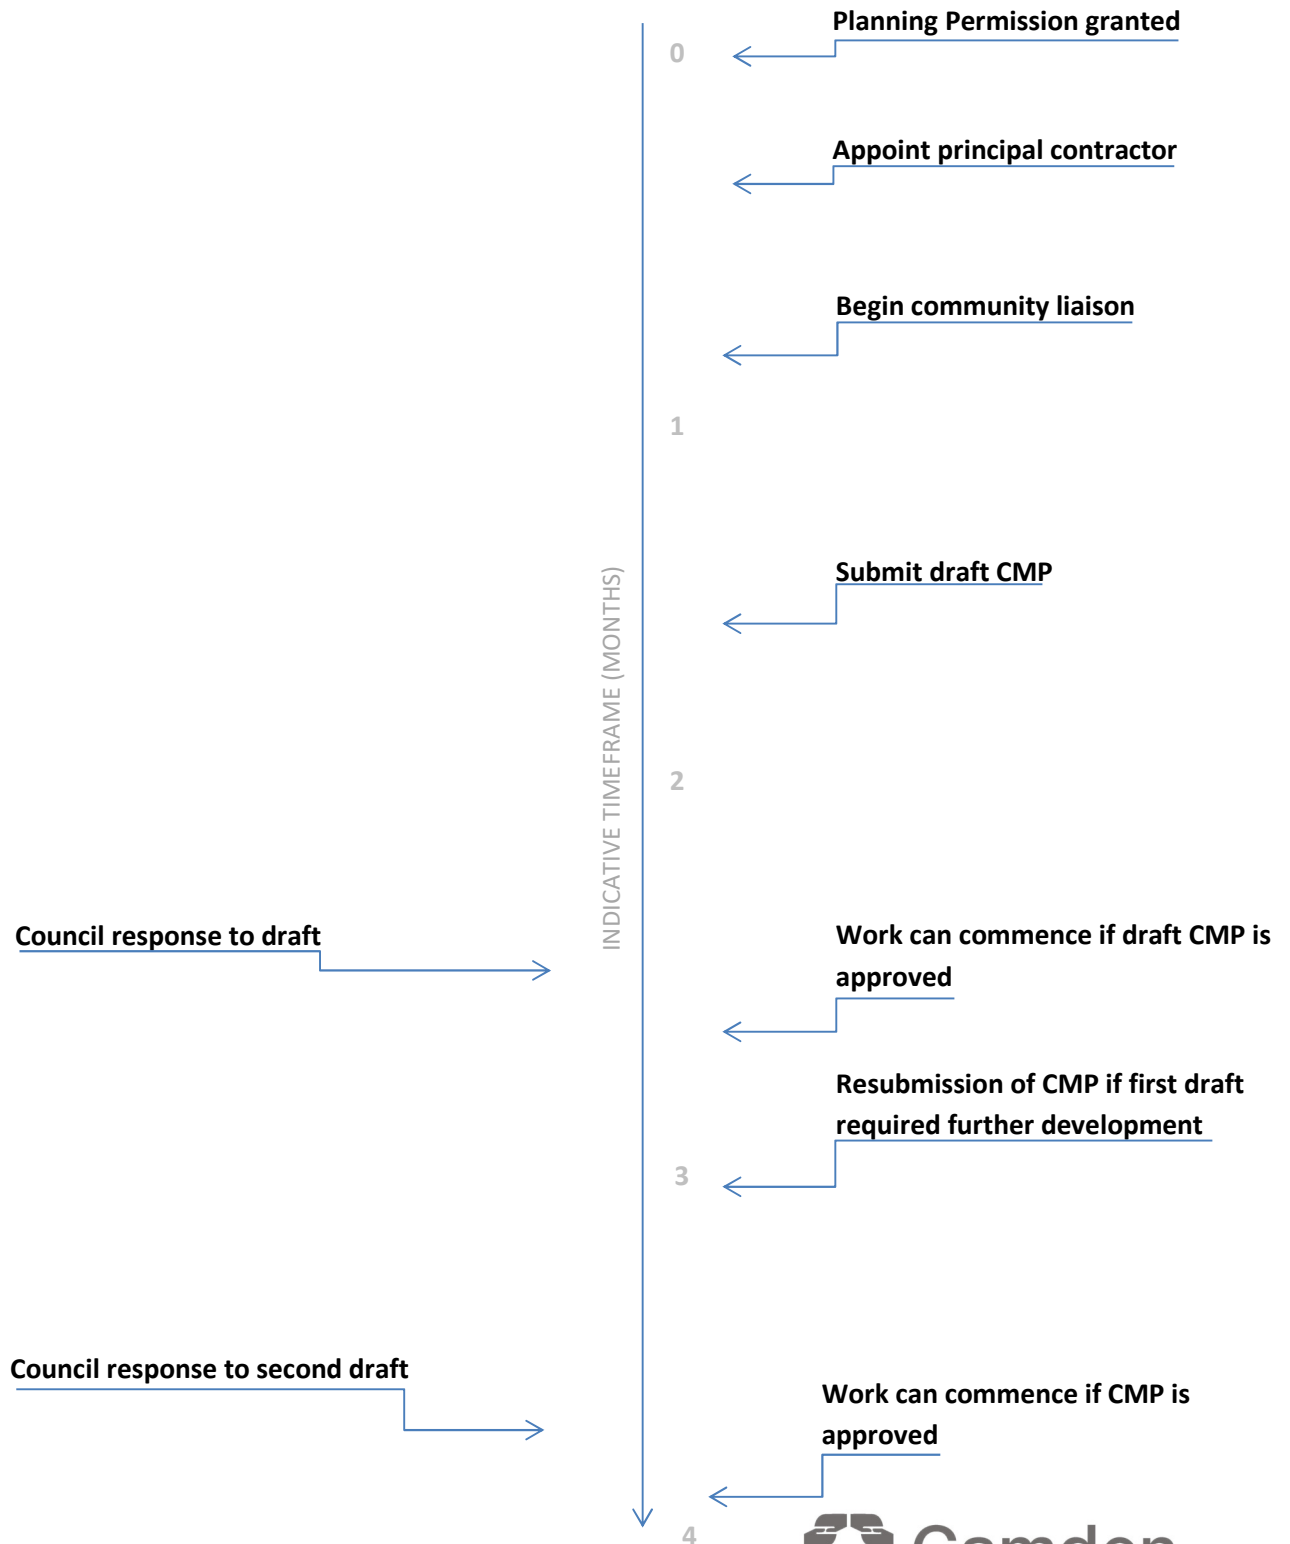 Planning Permission granted
0
Appoint principal contractor
Begin community liaison
1
Submit draft CMP
INDICATIVE TIMEFRAME (MONTHS)
2
Council response to draft
Work can commence if draft CMP is
approved
Resubmission of CMP if first draft
required further development
3
Council response to second draft
Work can commence if CMP is
approved
4
Camden